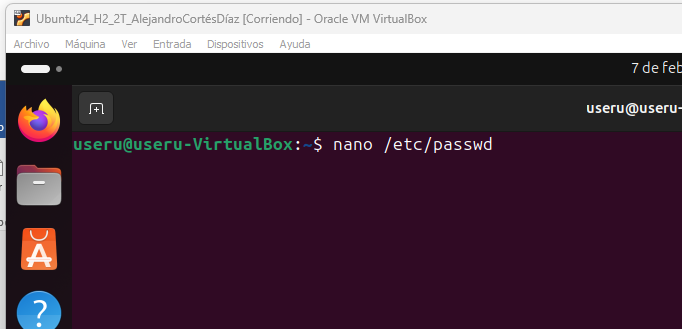 Ubuntu24_H2_2T_AlejandroCortésDíaz [Corriendo] - Oracle VM VirtualBox
Archivo Máquina Ver Entrada Dispositivos Ayuda
7 de feb
useru@useru-
useru@useru-VirtualBox:~$ nano /etc/passwd
?